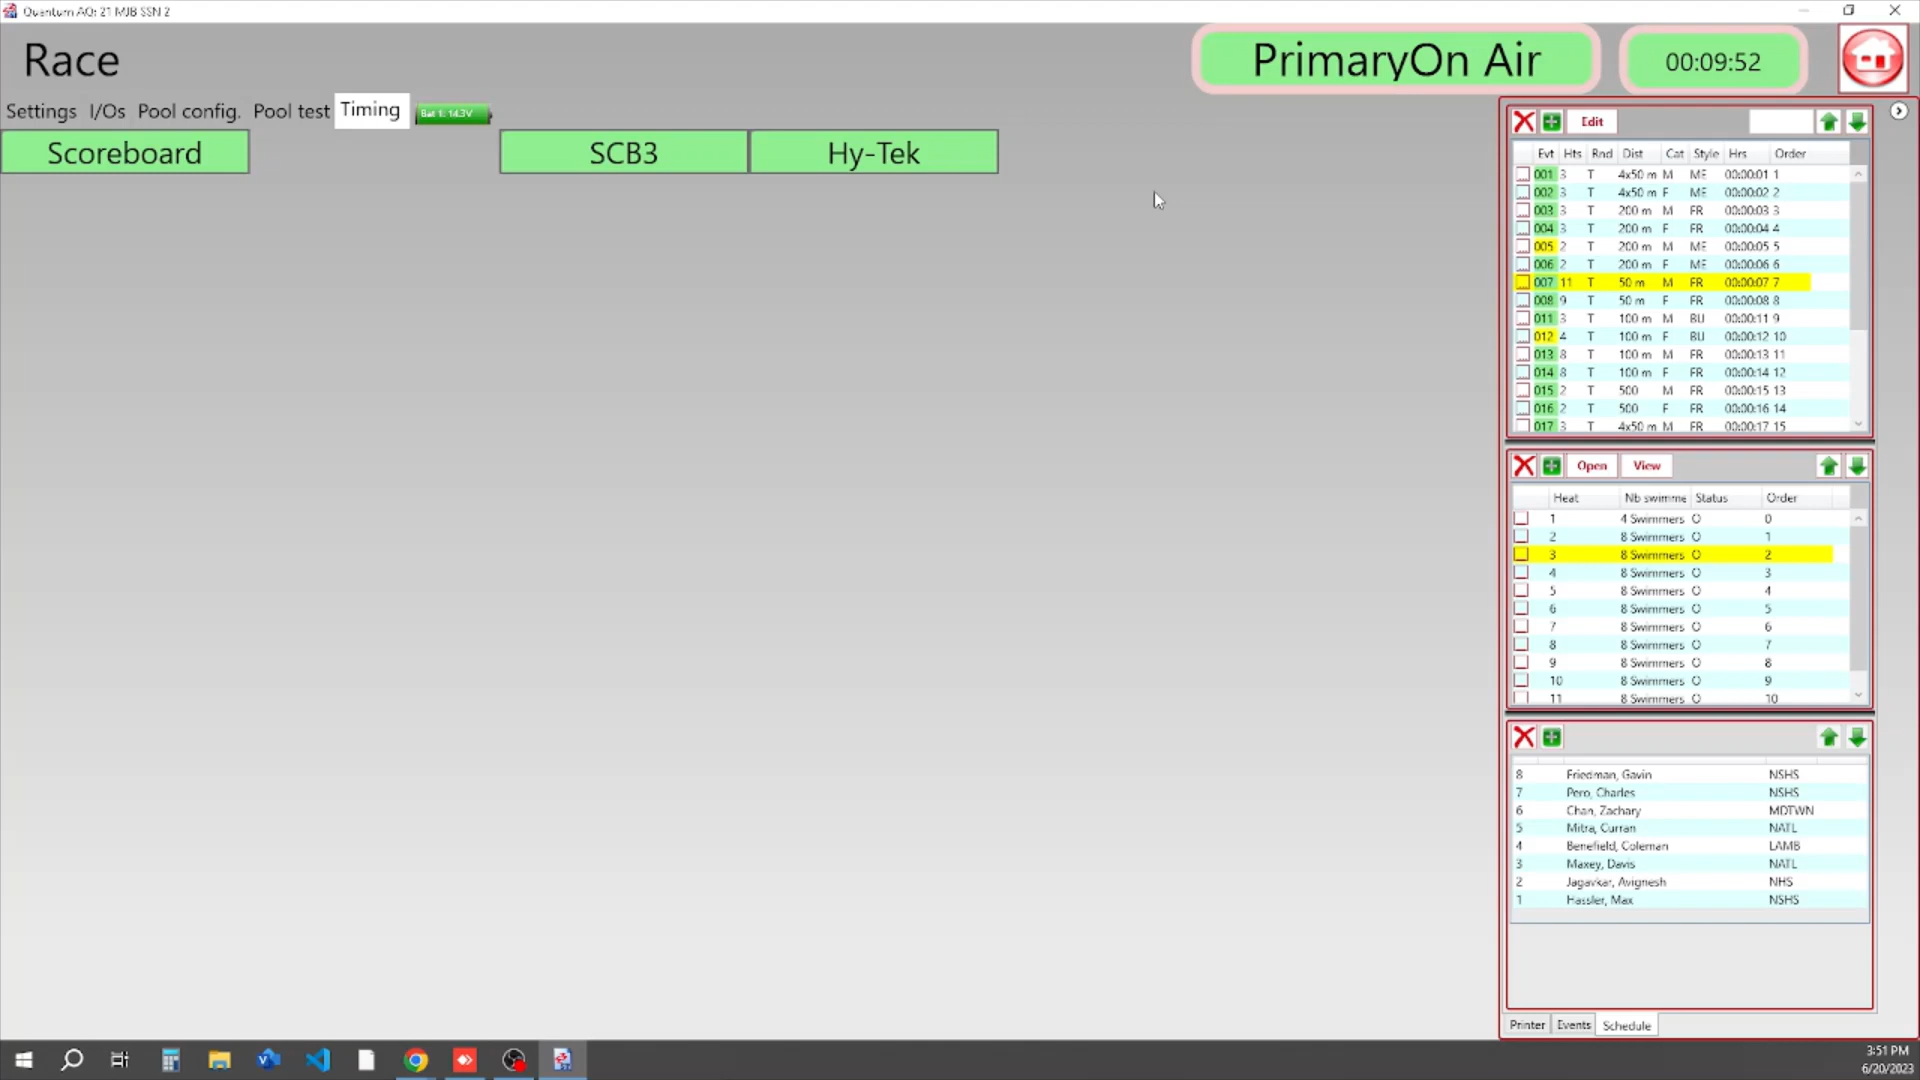 Quantum AQ: 21 MJB SSN 2
Race
PrimaryOn Air
00:09:52
Settings I/Os Pool config. Pool test Timing Bat 1: 14.3V
Scoreboard SCB3 Hy-Tek
Edit
Evt Hts Rnd Dist Cat Style Hrs Order
001 3 T 4x50 m M ME 00:00:01 1
002 3 T 4x50 m F ME 00:00:02 2
003 3 T 200 m M FR 00:00:03 3
004 3 T 200 m F FR 00:00:04 4
005 2 T 200 m M ME 00:00:05 5
006 2 T 200 m F ME 00:00:06 6
007 11 T 50 m M FR 00:00:07 7
008 9 T 50 m F FR 00:00:08 8
011 3 T 100 m M BU 00:00:11 9
012 4 T 100 m F BU 00:00:12 10
013 8 T 100 m M FR 00:00:13 11
014 8 T 100 m F FR 00:00:14 12
015 2 T 500 M FR 00:00:15 13
016 2 T 500 F FR 00:00:16 14
017 3 T 4x50 m M FR 00:00:17 15
Open View
Heat Nb swimme Status Order
1 4 Swimmers O 0
2 8 Swimmers O 1
3 8 Swimmers O 2
4 8 Swimmers O 3
5 8 Swimmers O 4
6 8 Swimmers O 5
7 8 Swimmers O 6
8 8 Swimmers O 7
9 8 Swimmers O 8
10 8 Swimmers O 9
11 8 Swimmers O 10
8 Friedman, Gavin NSHS
7 Pero, Charles NSHS
6 Chan, Zachary MDTWN
5 Mitra, Curran NATL
4 Benefield, Coleman LAMB
3 Maxey, Davis NATL
2 Jagavkar, Avignesh NHS
1 Hassler, Max NSHS
Printer Events Schedule
3:51 PM
6/20/2023